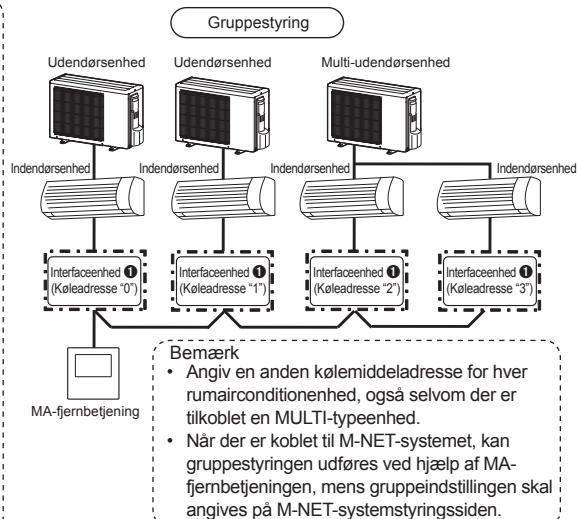 Gruppestyring
Udendørsenhed
Udendørsenhed
Multi-udendørsenhed
Indendørsenhed
Indendørsenhed
Indendørsenhed
Indendørsenhed
Interfaceenhed ❶
(Køleadresse “0”)
Interfaceenhed ❶
(Køleadresse “1”)
Interfaceenhed ❶
(Køleadresse “2”)
Interfaceenhed ❶
(Køleadresse “3”)
MA-fjernbetjening
Bemærk
• Angiv en anden kølemiddeladresse for hver
rumairconditionenhed, også selvom der er
tilkoblet en MULTI-typeenhed.
• Når der er koblet til M-NET-systemet, kan
gruppestyringen udføres ved hjælp af MA-
fjernbetjeningen, mens gruppeindstillingen skal
angives på M-NET-systemstyringssiden.